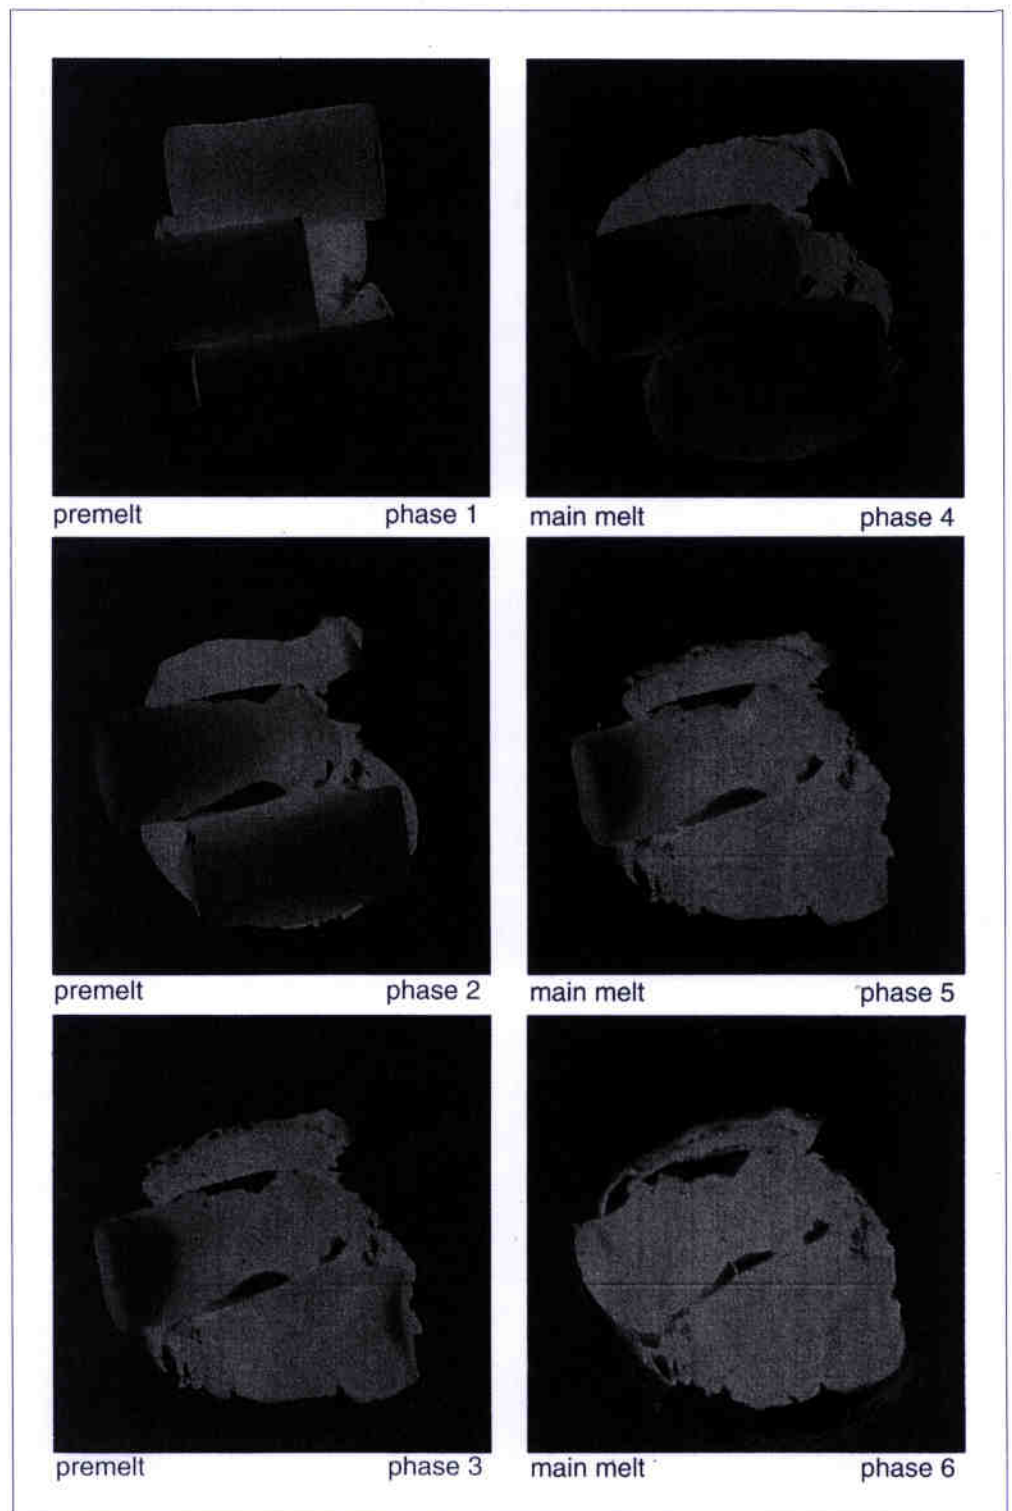 premelt phase 1
main melt phase 4
premelt phase 2
main melt phase 5
premelt phase 3
main melt phase 6